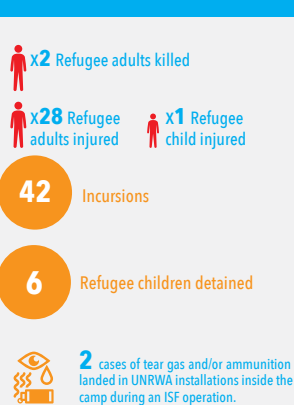 x2 Refugee adults killed
x28 Refugee
adults injured
x1 Refugee
child injured
42
Incursions
6
Refugee children detained
2 cases of tear gas and/or ammunition
landed in UNRWA installations inside the
camp during an ISF operation.